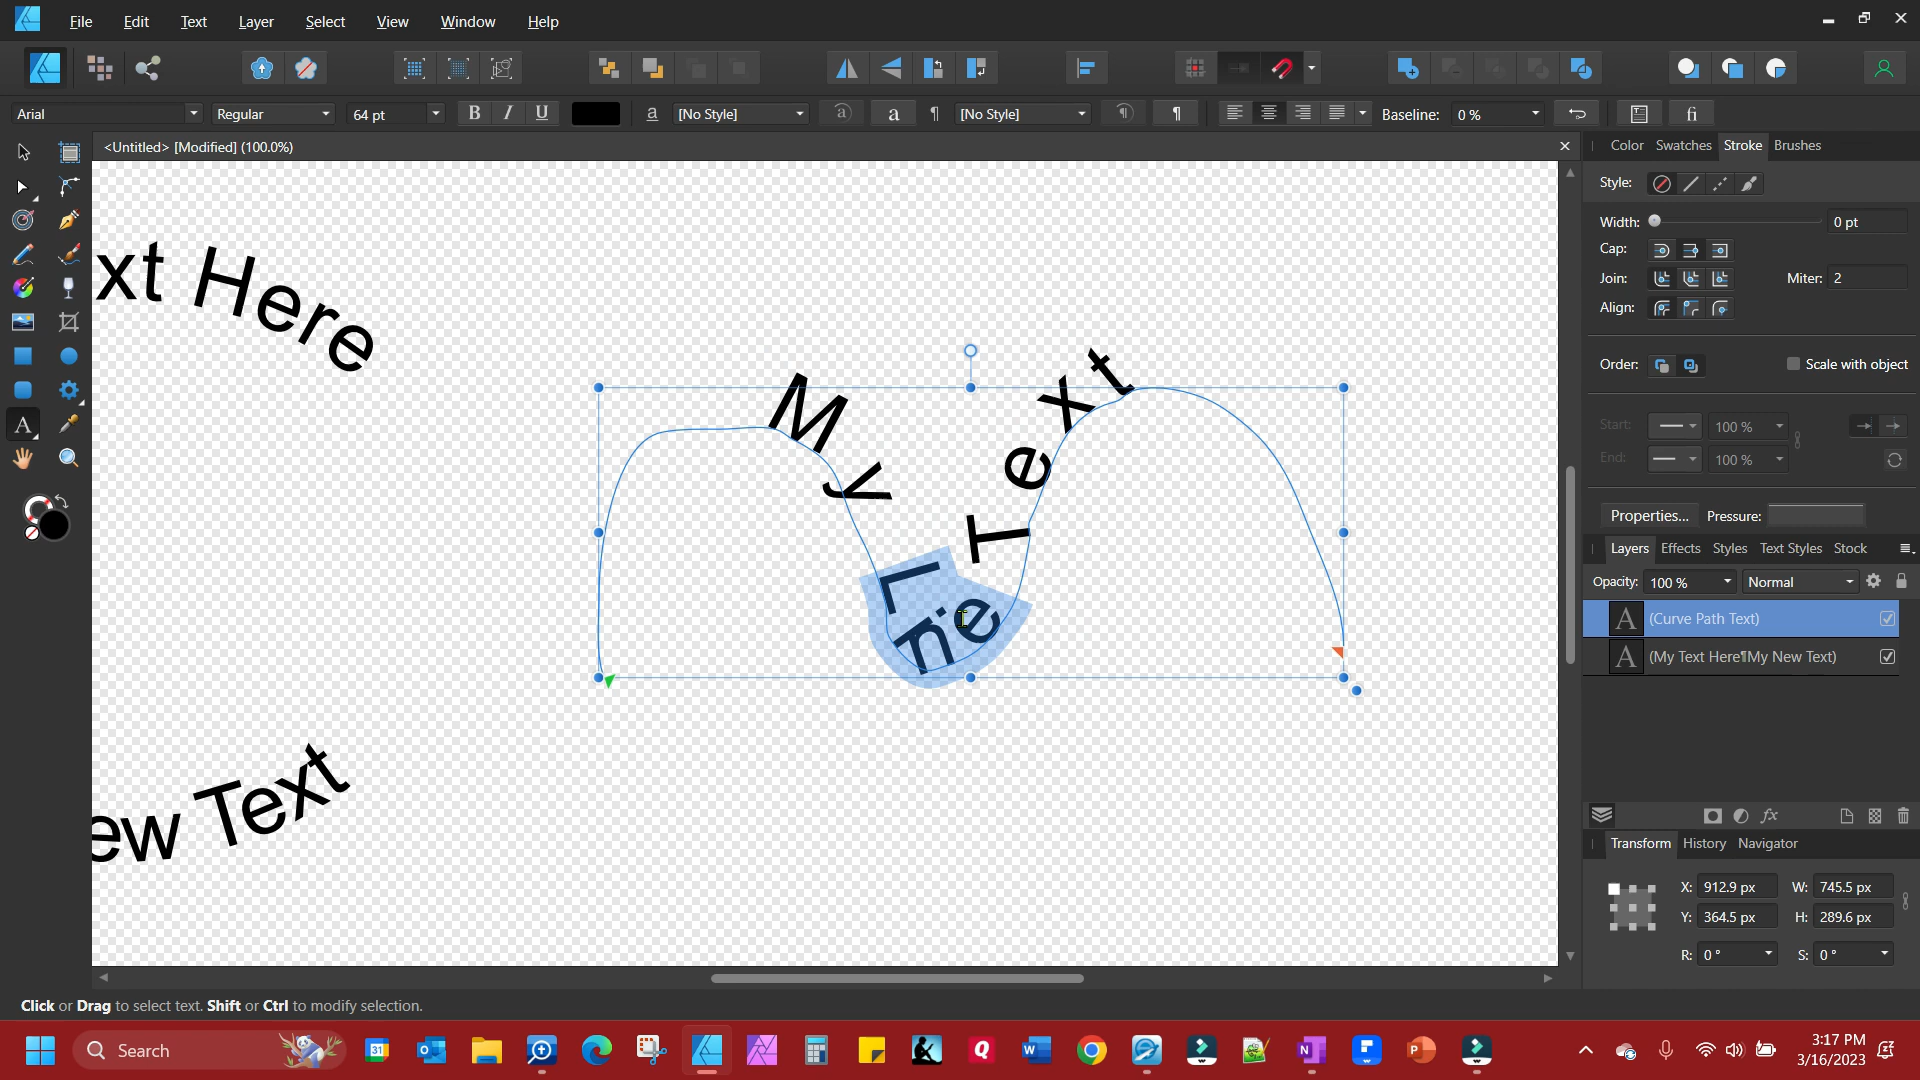 File Edit Text Layer Select View Window Help
Arial Regular 64 pt B I U a [No Style] a a ¶ [No Style] ¶ ¶ Baseline: 0 % fi
<Untitled> [Modified] (100.0%)
Color Swatches Stroke Brushes
Style:
Width: 0 pt
Cap:
Join: Miter: 2
Align:
Order: Scale with object
Start: 100 %
End: 100 %
Properties... Pressure:
xt Here
My Line Text
ew Text
A
Layers Effects Styles Text Styles Stock
Opacity: 100 % Normal
A (Curve Path Text)
A (My Text Here¶My New Text)
fx
Transform History Navigator
X: 912.9 px W: 745.5 px
Y: 364.5 px H: 289.6 px
R: 0 ° S: 0 °
Click or Drag to select text. Shift or Ctrl to modify selection.
Search
31
Q
3:17 PM
3/16/2023